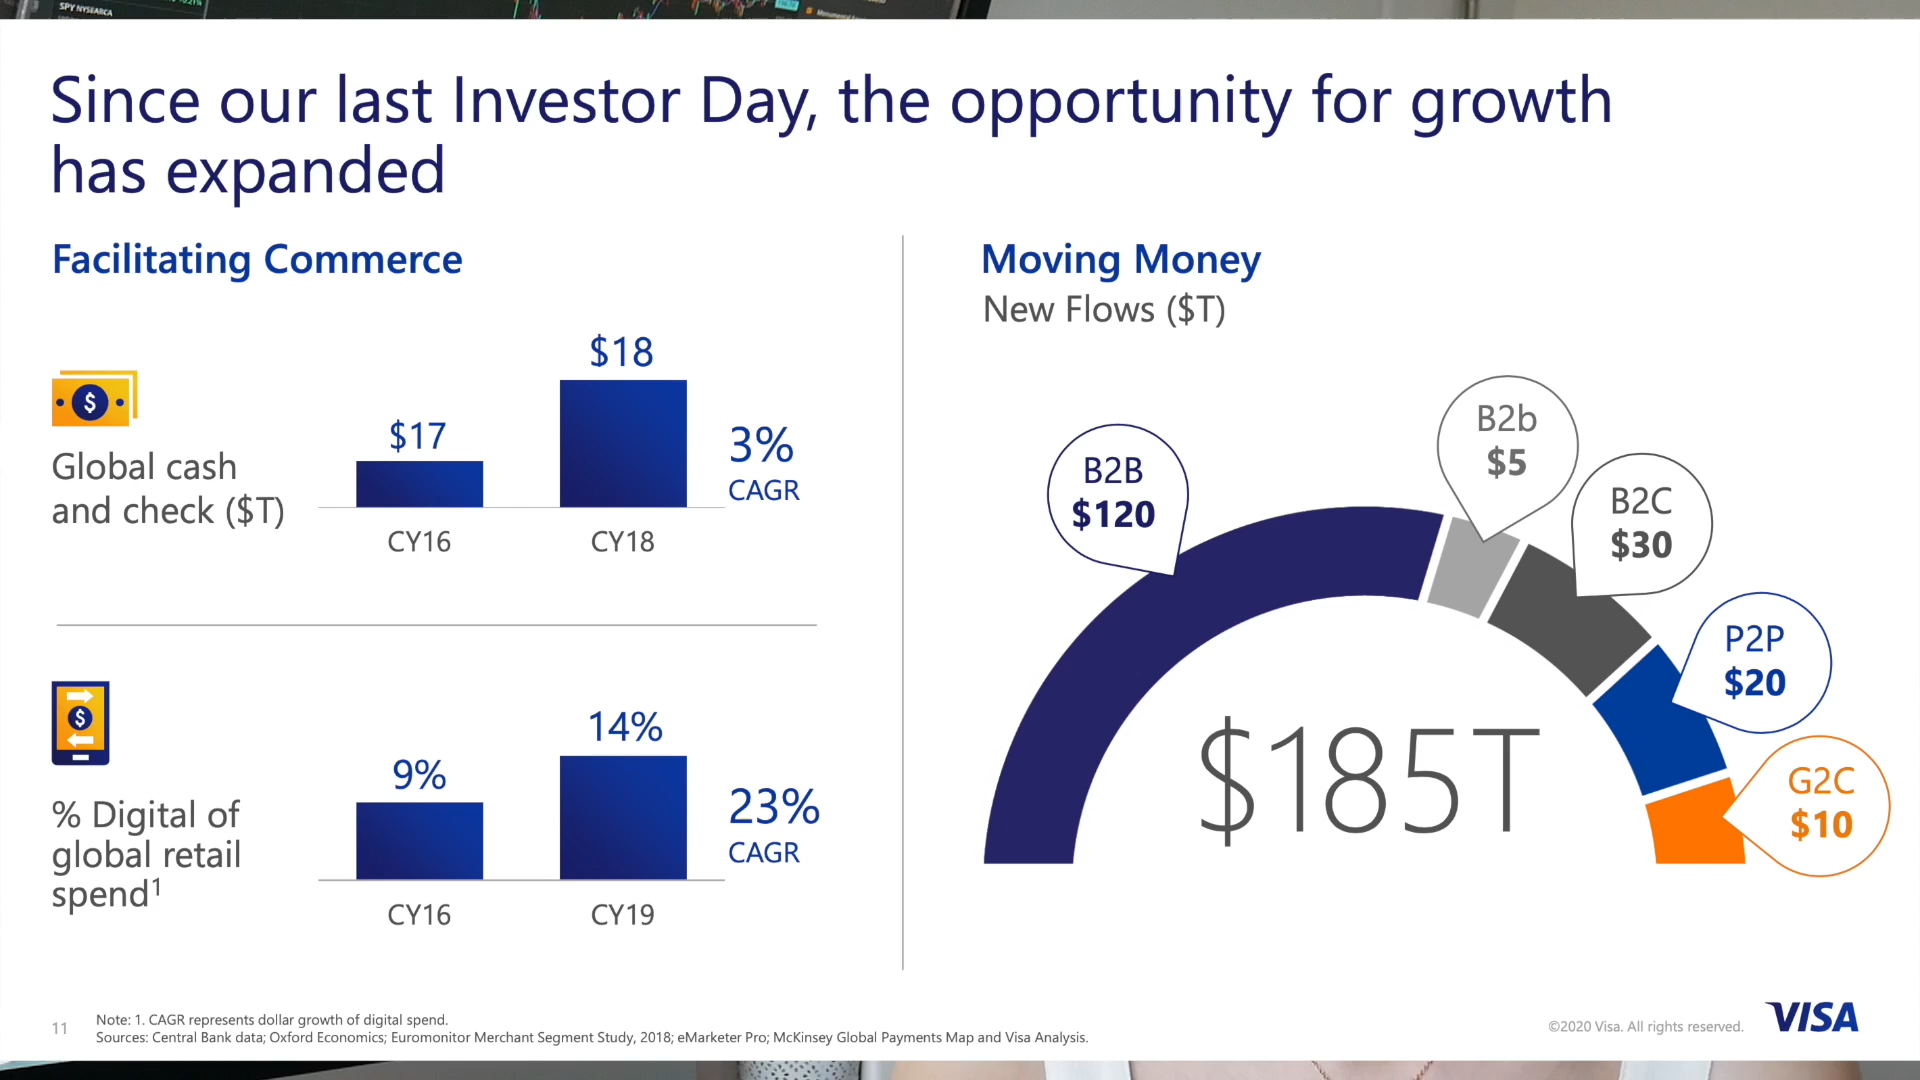 SPY NYSEARCA
Since our last Investor Day, the opportunity for growth
has expanded
Facilitating Commerce
$
Global cash
and check ($T)
$17
$18
CY16
CY18
3%
CAGR
$
% Digital of
global retail
spend¹
9%
14%
CY16
CY19
23%
CAGR
Moving Money
New Flows ($T)
B2B
$120
B2b
$5
B2C
$30
P2P
$20
G2C
$10
$185T
11
Note: 1. CAGR represents dollar growth of digital spend.
Sources: Central Bank data; Oxford Economics; Euromonitor Merchant Segment Study, 2018; eMarketer Pro; McKinsey Global Payments Map and Visa Analysis.
©2020 Visa. All rights reserved.
VISA